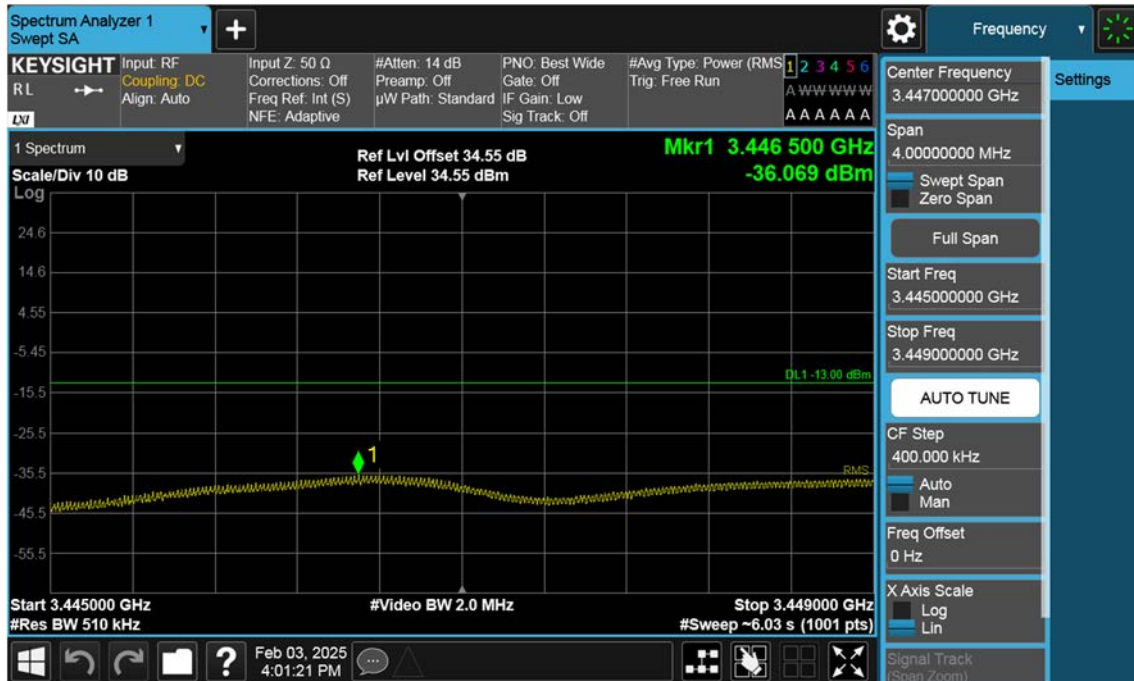 Spectrum Analyzer 1
Swept SA
+
Frequency
KEYSIGHT
RL
LXI
Input: RF
Coupling: DC
Align: Auto
Input Z: 50 Ω
Corrections: Off
Freq Ref: Int (S)
NFE: Adaptive
#Atten: 14 dB
Preamp: Off
µW Path: Standard
PNO: Best Wide
Gate: Off
IF Gain: Low
Sig Track: Off
#Avg Type: Power (RMS
Trig: Free Run
1 2 3 4 5 6
A W W W W W
A A A A A A
1 Spectrum
Scale/Div 10 dB
Ref Lvl Offset 34.55 dB
Ref Level 34.55 dBm
Mkr1 3.446 500 GHz
-36.069 dBm
Log
24.6
14.6
4.55
-5.45
-15.5
-25.5
-35.5
-45.5
-55.5
DL1 -13.00 dBm
1
RMS
Start 3.445000 GHz
#Video BW 2.0 MHz
Stop 3.449000 GHz
#Res BW 510 kHz
#Sweep ~6.03 s (1001 pts)
?
Feb 03, 2025
4:01:21 PM
Center Frequency
3.447000000 GHz
Settings
Span
4.00000000 MHz
Swept Span
Zero Span
Full Span
Start Freq
3.445000000 GHz
Stop Freq
3.449000000 GHz
AUTO TUNE
CF Step
400.000 kHz
Auto
Man
Freq Offset
0 Hz
X Axis Scale
Log
Lin
Signal Track
(Span Zoom)